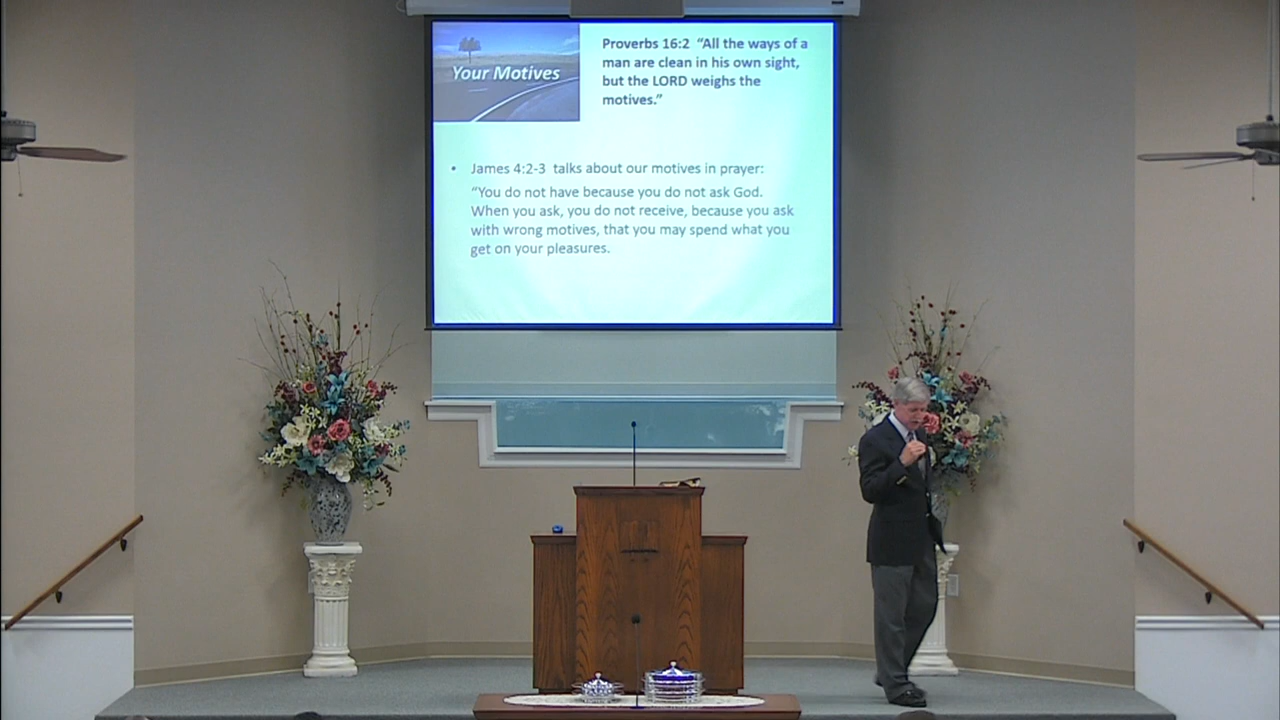 Your Motives
Proverbs 16:2 "All the ways of a
man are clean in his own sight,
but the LORD weighs the
motives."
• James 4:2-3 talks about our motives in prayer:
"You do not have because you do not ask God.
When you ask, you do not receive, because you ask
with wrong motives, that you may spend what you
get on your pleasures.